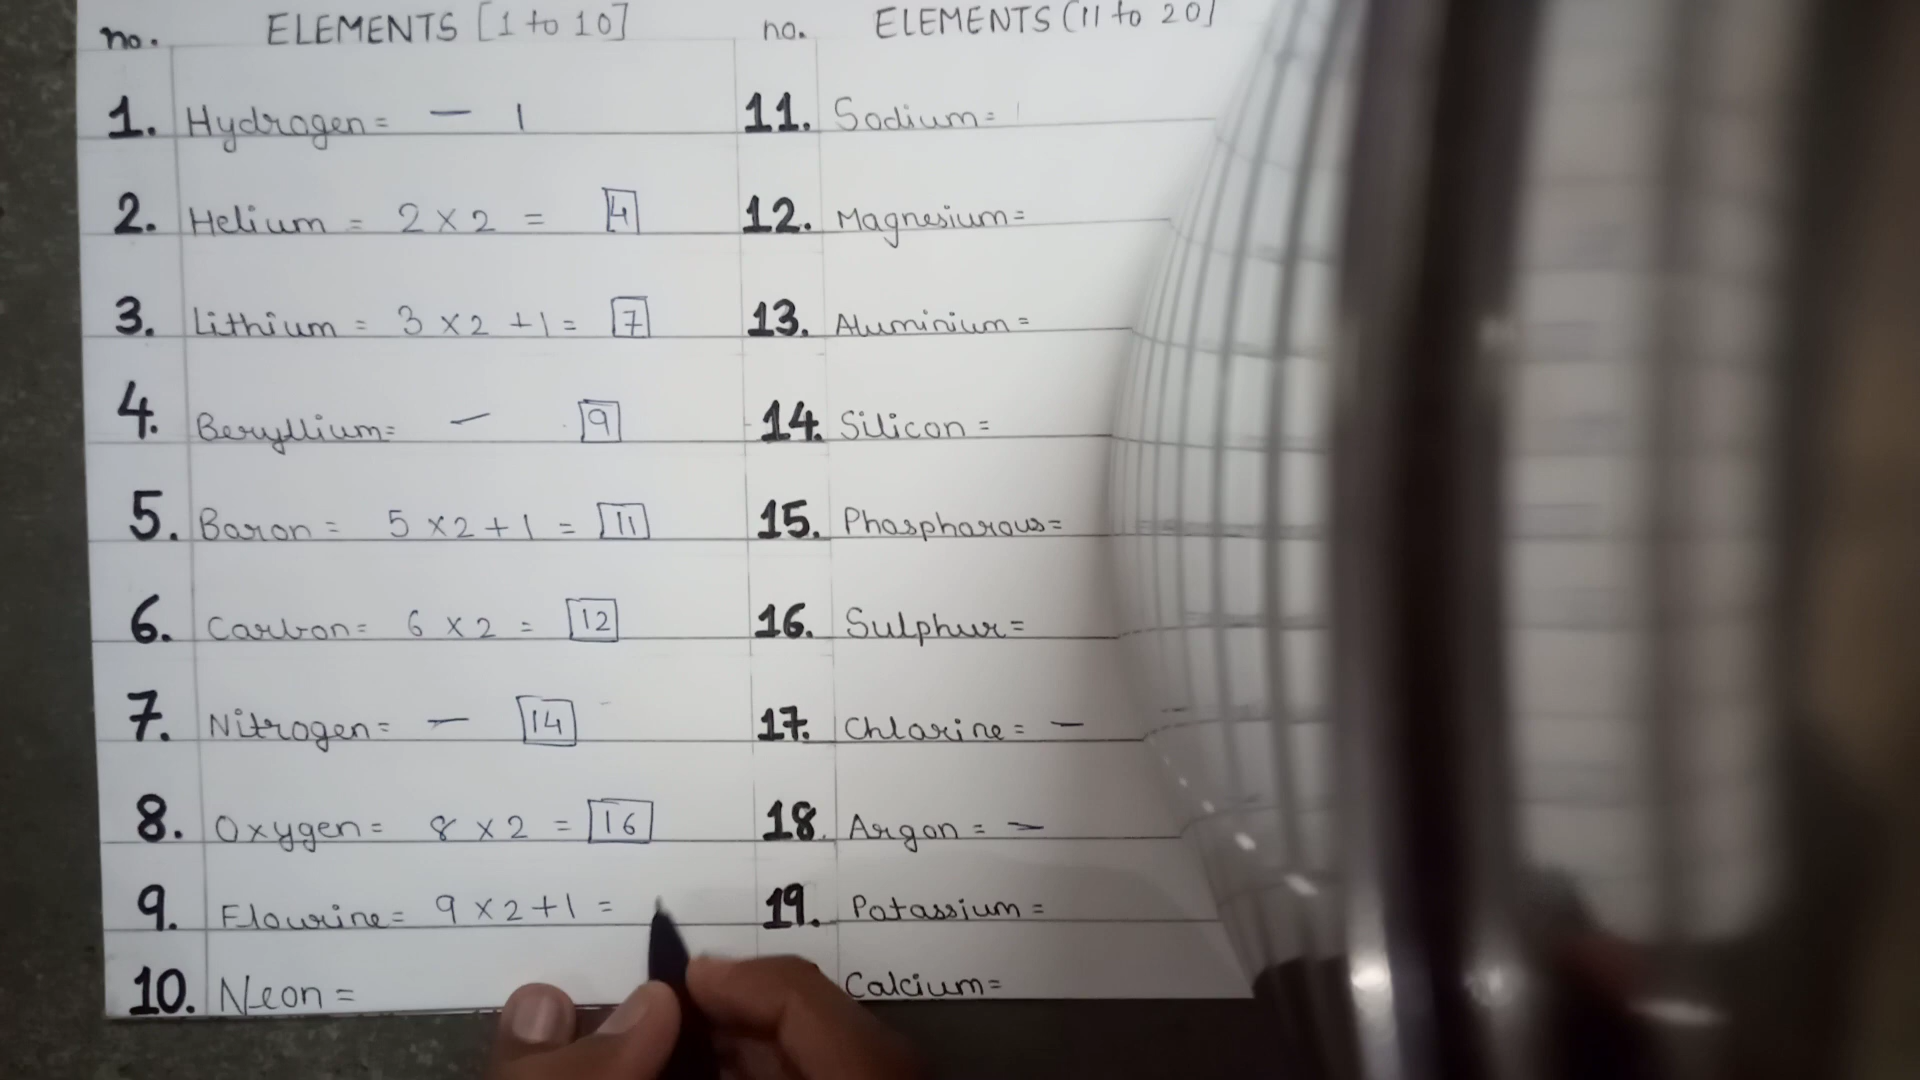 no. ELEMENTS [1 to 10] no. ELEMENTS (11 to 20]
1. Hydrogen = — 1 11. Sodium =
2. Helium = 2 × 2 = 4 12. Magnesium =
3. Lithium = 3 × 2 + 1 = 7 13. Aluminium =
4. Beryllium = — 9 14. Silicon =
5. Boron = 5 × 2 + 1 = 11 15. Phosphorous =
6. Carbon = 6 × 2 = 12 16. Sulphur =
7. Nitrogen = — 14 17. Chlorine = —
8. Oxygen = 8 × 2 = 16 18. Argon = —
9. Flourine = 9 × 2 + 1 = 19. Potassium =
10. Neon = Calcium =